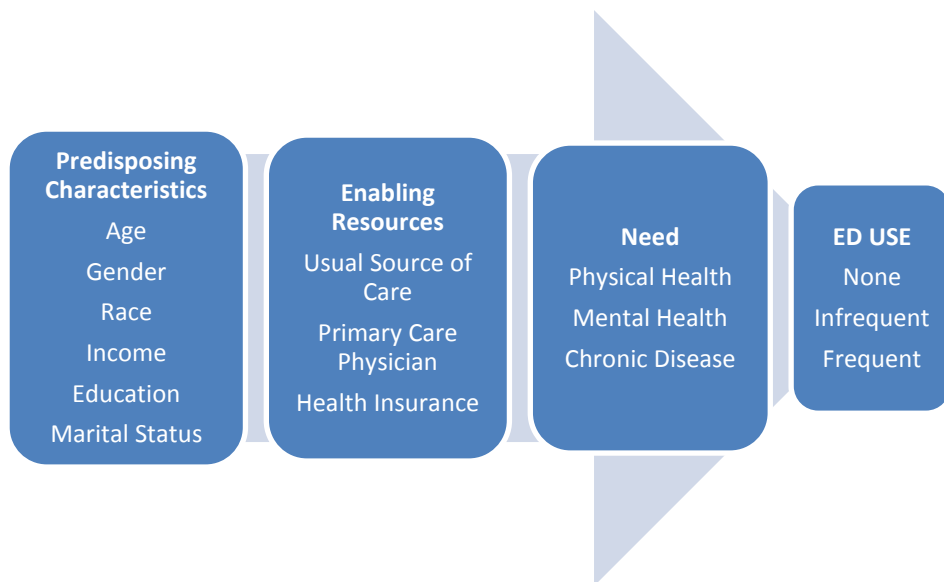 Predisposing
Characteristics
Age
Gender
Race
Income
Education
Marital Status
Enabling
Resources
Usual Source of
Care
Primary Care
Physician
Health Insurance
Need
Physical Health
Mental Health
Chronic Disease
ED USE
None
Infrequent
Frequent